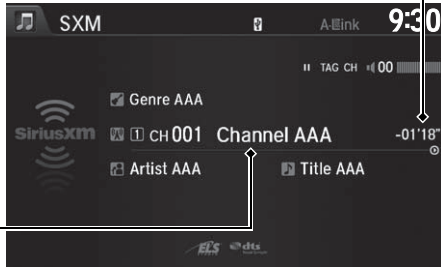 SXM A-Link 9:30
TAG CH 00
Genre AAA
SiriusXM 1 CH 001 Channel AAA -01'18"
Artist AAA Title AAA
ELS dts